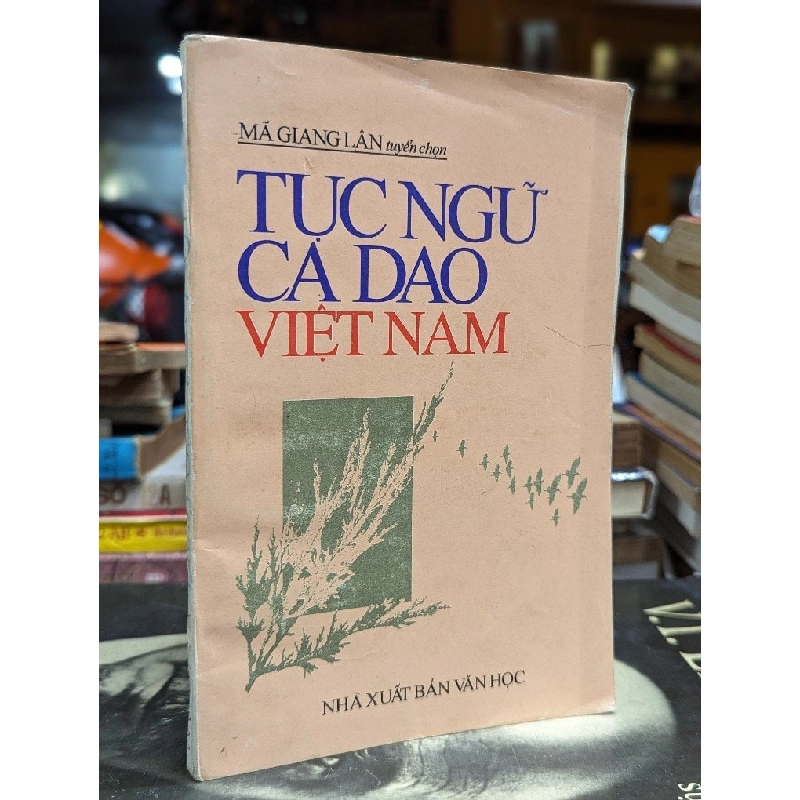 MÃ GIANG LÂN tuyển chọn
TỤC NGỮ
CA DAO
VIỆT NAM
NHÀ XUẤT BẢN VĂN HỌC